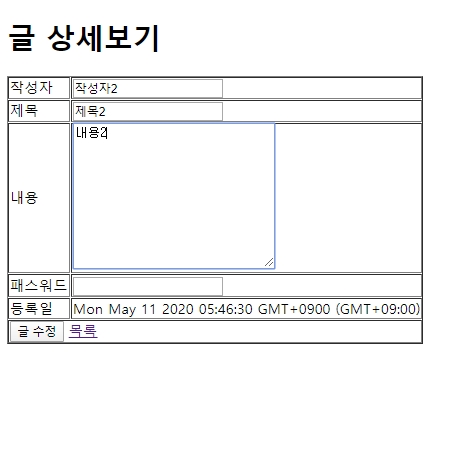 글 상세보기
작성자 작성자2
제목 제목2
내용 내용2
패스워드
등록일 Mon May 11 2020 05:46:30 GMT+0900 (GMT+09:00)
글 수정 목록